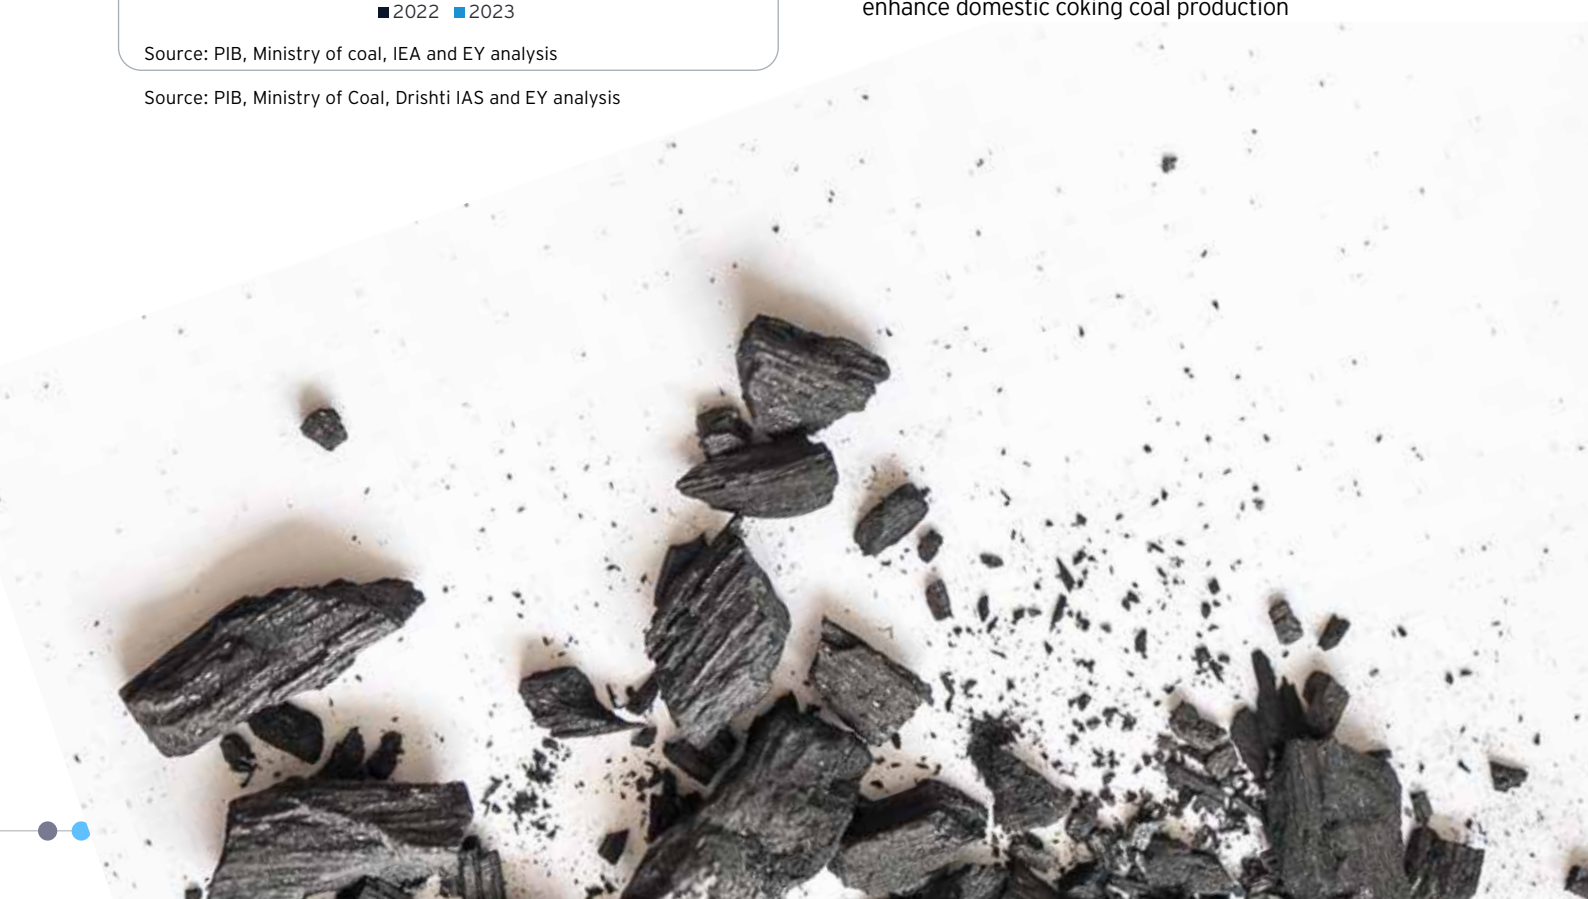 2022 2023
Source: PIB, Ministry of coal, IEA and EY analysis
Source: PIB, Ministry of Coal, Drishti IAS and EY analysis
enhance domestic coking coal production